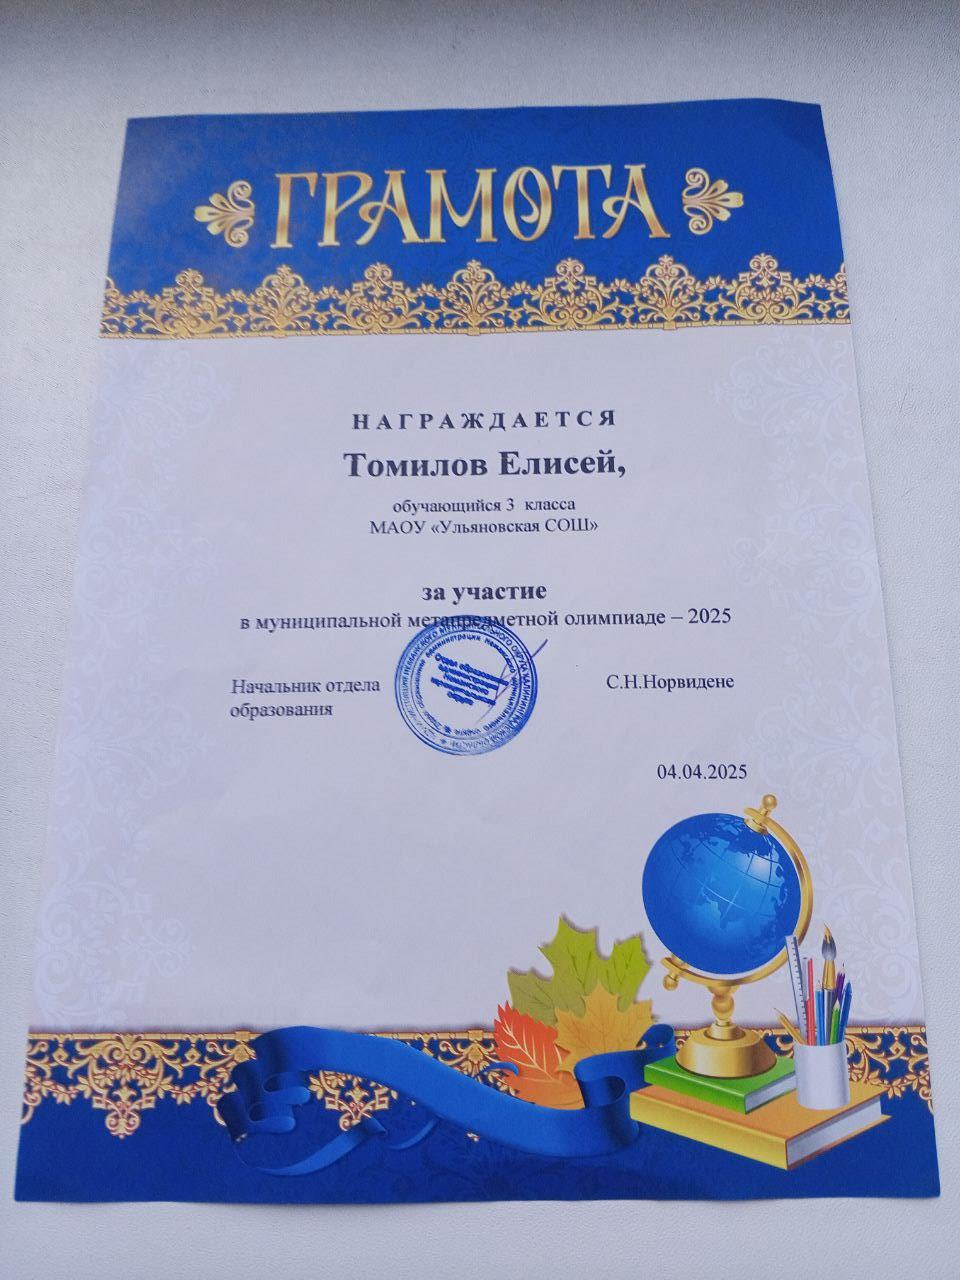 ГРАМОТА
НАГРАЖДАЕТСЯ
Томилов Елисей,
обучающийся 3 класса
МАОУ «Ульяновская СОШ»
за участие
в муниципальной метапредметной олимпиаде – 2025
Начальник отдела
образования
С.Н.Норвидене
04.04.2025